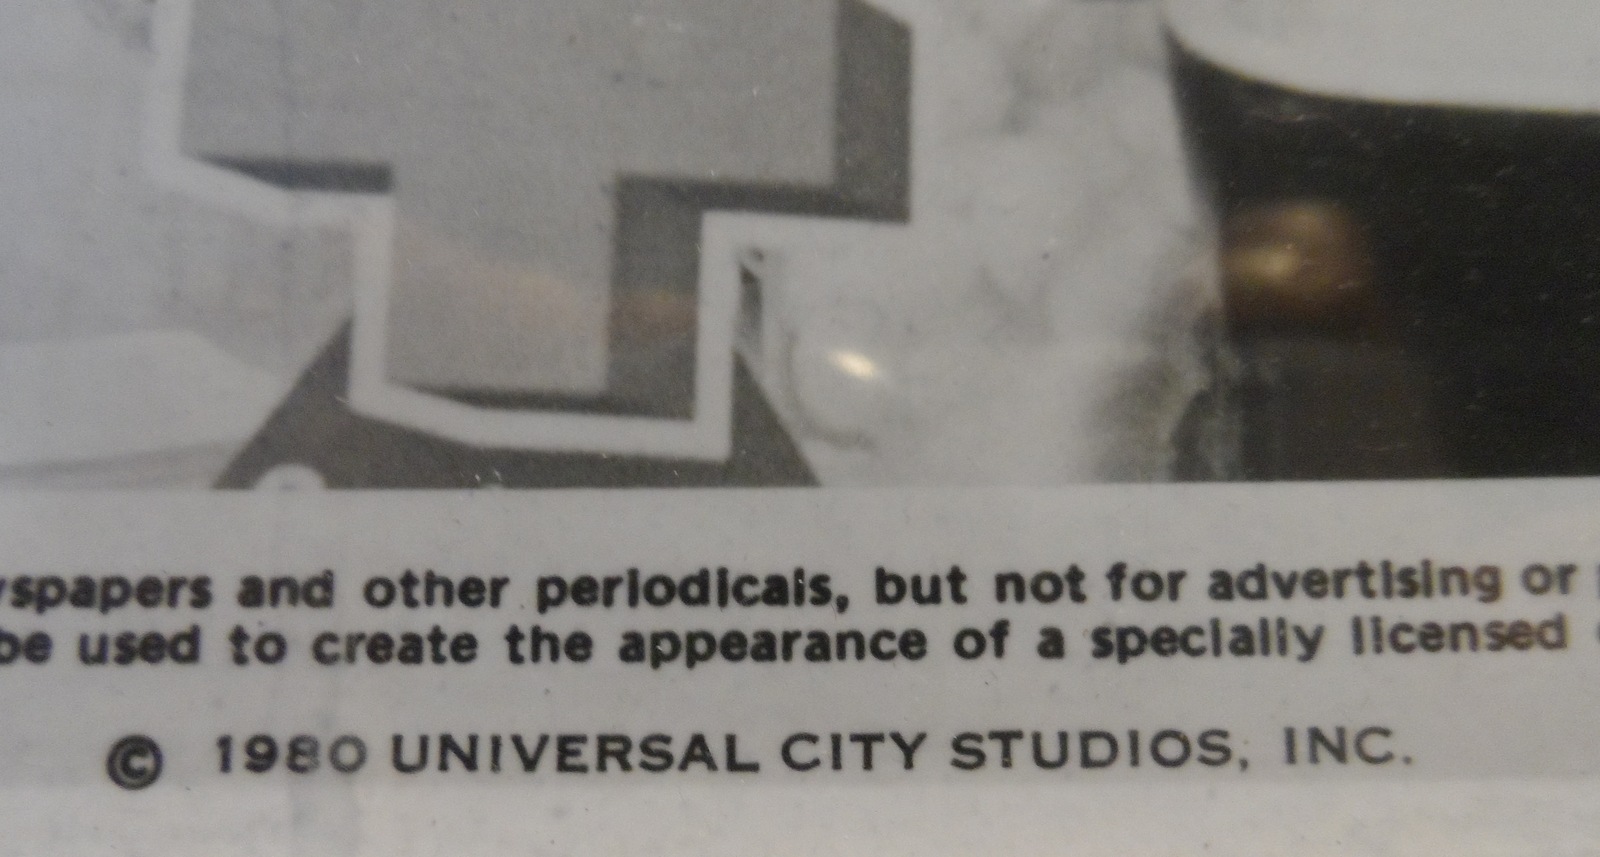 spapers and other periodicals, but not for advertising or
be used to create the appearance of a specially licensed
© 1980 UNIVERSAL CITY STUDIOS, INC.